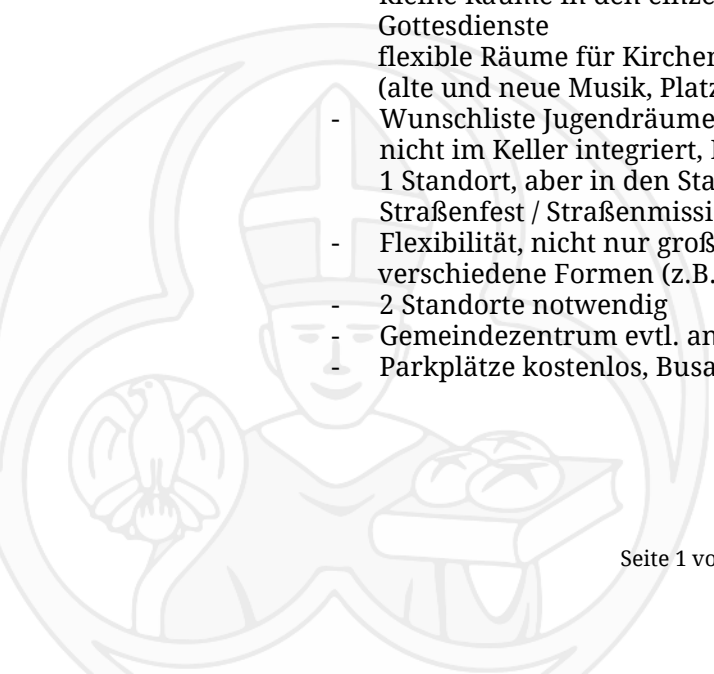 kleine Räume in den einze
Gottesdienste
flexible Räume für Kirchen
(alte und neue Musik, Platz
- Wunschliste Jugendräume
nicht im Keller integriert,
1 Standort, aber in den Sta
Straßenfest / Straßenmissi
- Flexibilität, nicht nur groß
verschiedene Formen (z.B.
- 2 Standorte notwendig
- Gemeindezentrum evtl. an
- Parkplätze kostenlos, Busa
Seite 1 vo